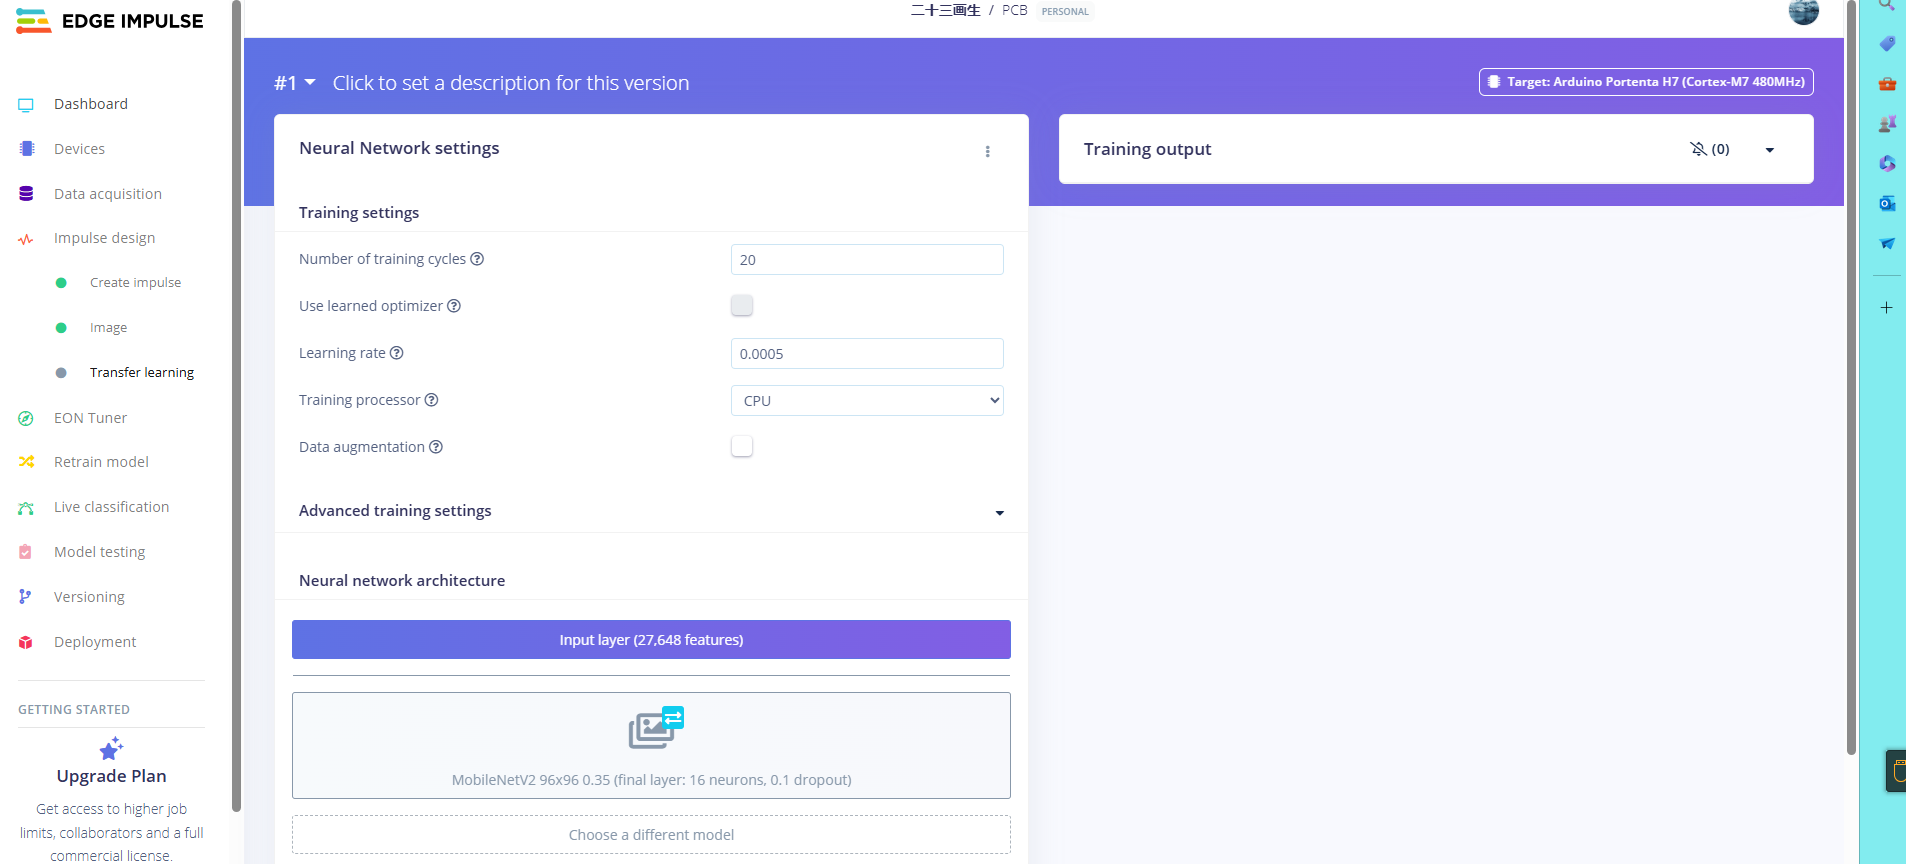 EDGE IMPULSE
Dashboard
Devices
Data acquisition
Impulse design
Create impulse
Image
Transfer learning
EON Tuner
Retrain model
Live classification
Model testing
Versioning
Deployment
GETTING STARTED
Upgrade Plan
Get access to higher job
limits, collaborators and a full
commercial license.
二十三画生 / PCB PERSONAL
#1 Click to set a description for this version
Target: Arduino Portenta H7 (Cortex-M7 480MHz)
Neural Network settings
Training settings
Number of training cycles ? 20
Use learned optimizer ?
Learning rate ? 0.0005
Training processor ? CPU
Data augmentation ?
Advanced training settings
Neural network architecture
Input layer (27,648 features)
MobileNetV2 96x96 0.35 (final layer: 16 neurons, 0.1 dropout)
Choose a different model
Training output (0)